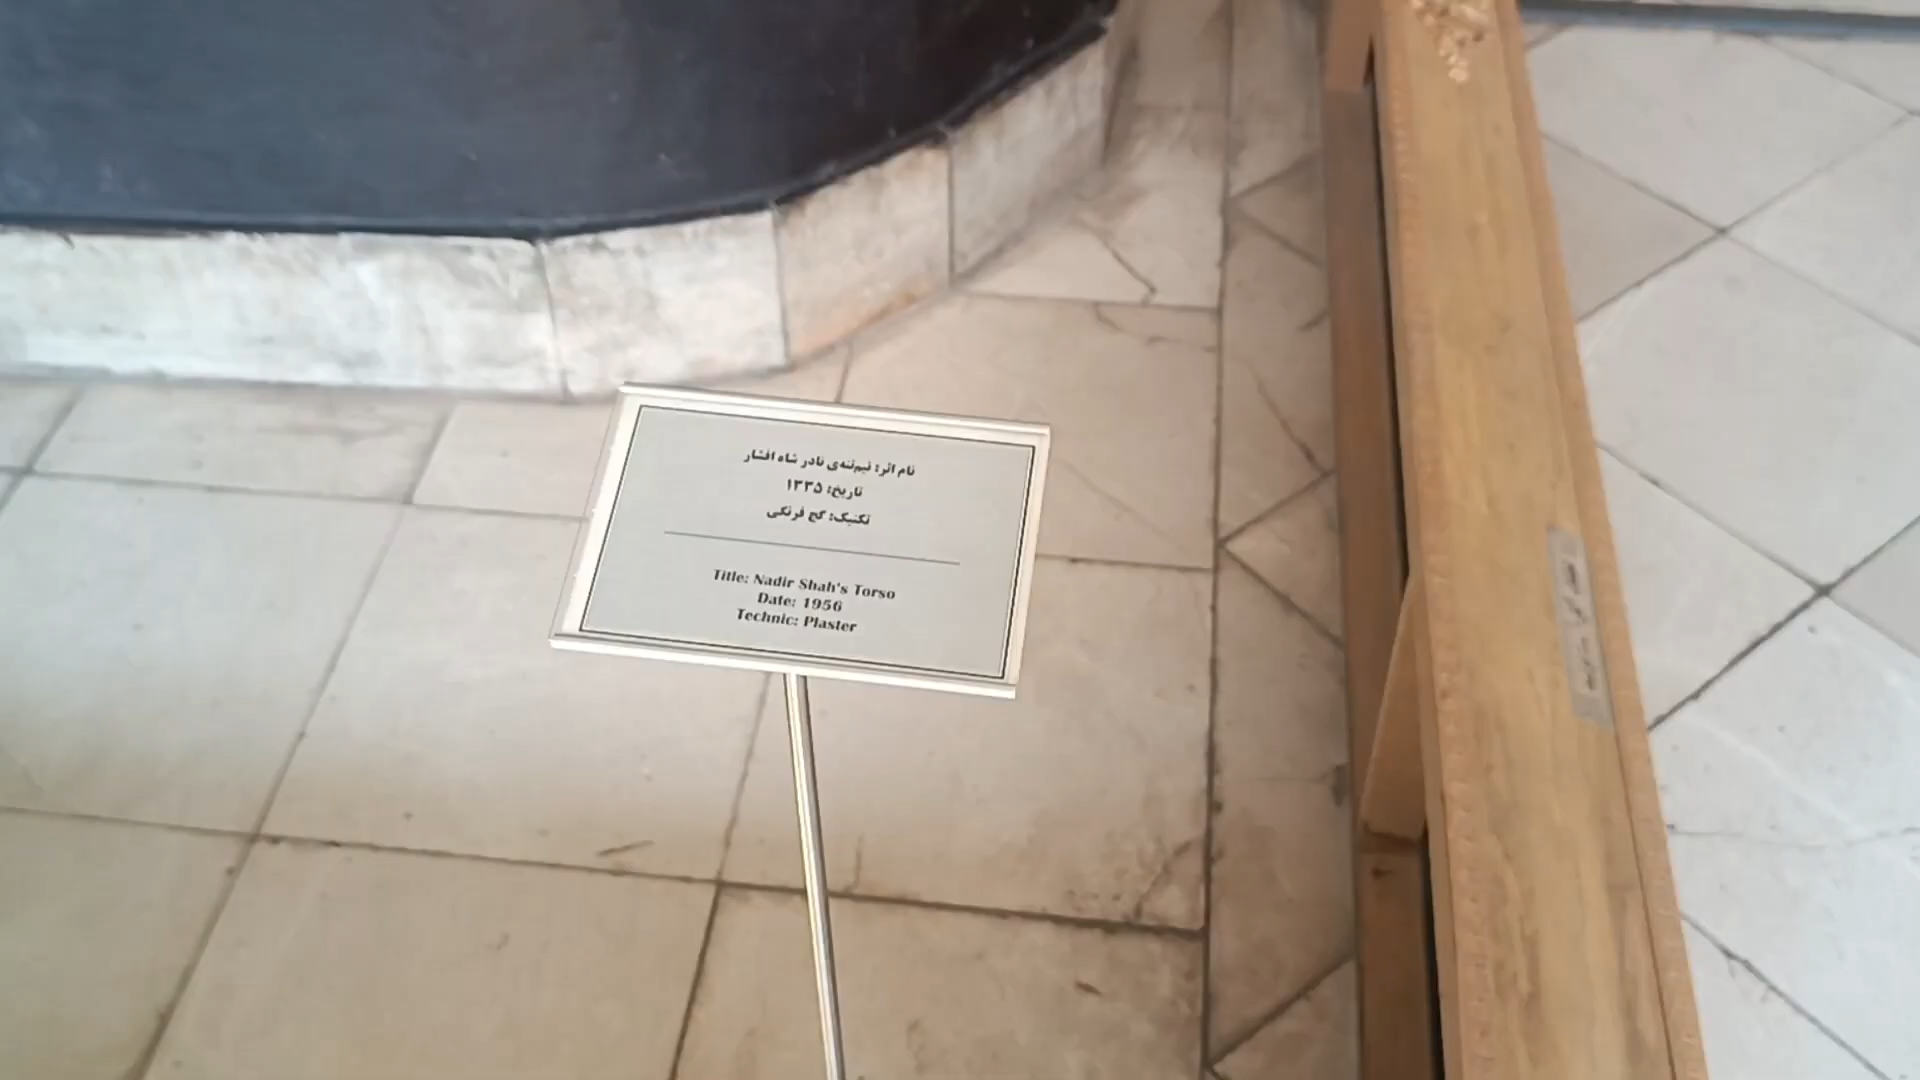 نام اثر: نیم‌تنه‌ی نادر شاه افشار
تاریخ: ۱۳۳۵
تکنیک: گچ فرنگی
Title: Nadir Shah's Torso
Date: 1956
Technic: Plaster